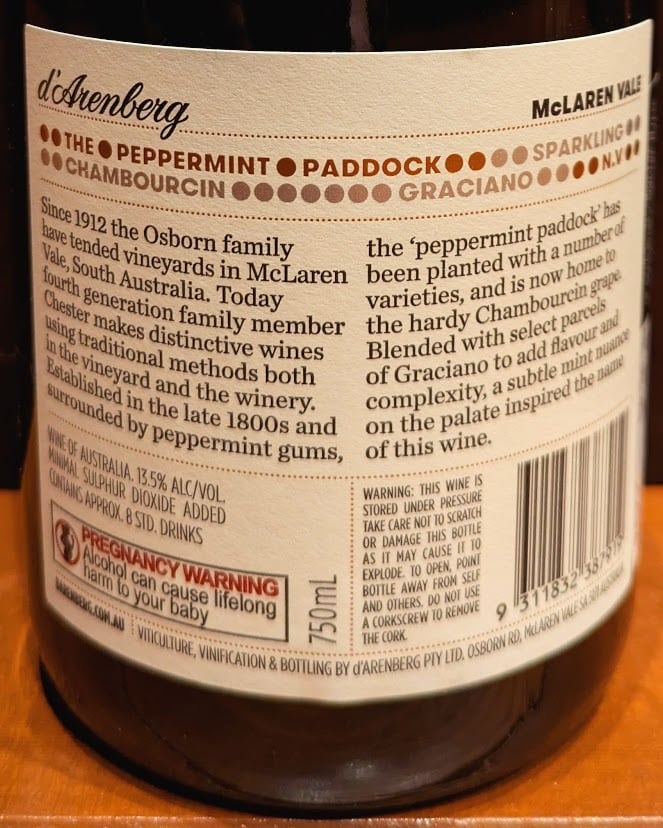 d'Arenberg
McLAREN VALE
THE PEPPERMINT PADDOCK SPARKLING
CHAMBOURCIN GRACIANO N.V
Since 1912 the Osborn family
have tended vineyards in McLaren
Vale, South Australia. Today
fourth generation family member
Chester makes distinctive wines
using traditional methods both
in the vineyard and the winery.
Established in the late 1800s and
surrounded by peppermint gums,
the ‘peppermint paddock’ has
been planted with a number of
varieties, and is now home to
the hardy Chambourcin grape.
Blended with select parcels
of Graciano to add flavour and
complexity, a subtle mint nuance
on the palate inspired the name
of this wine.
WINE OF AUSTRALIA. 13.5% ALC/VOL.
MINIMAL SULPHUR DIOXIDE ADDED
CONTAINS APPROX. 8 STD. DRINKS
PREGNANCY WARNING
Alcohol can cause lifelong
harm to your baby
750mL
WARNING: THIS WINE IS
STORED UNDER PRESSURE
TAKE CARE NOT TO SCRATCH
OR DAMAGE THIS BOTTLE
AS IT MAY CAUSE IT TO
EXPLODE. TO OPEN, POINT
BOTTLE AWAY FROM SELF
AND OTHERS. DO NOT USE
A CORKSCREW TO REMOVE
THE CORK.
9 311832 387919
DARENBERG.COM.AU VITICULTURE, VINIFICATION & BOTTLING BY d'ARENBERG PTY LTD. OSBORN RD, McLAREN VALE SA 5171 AUSTRALIA